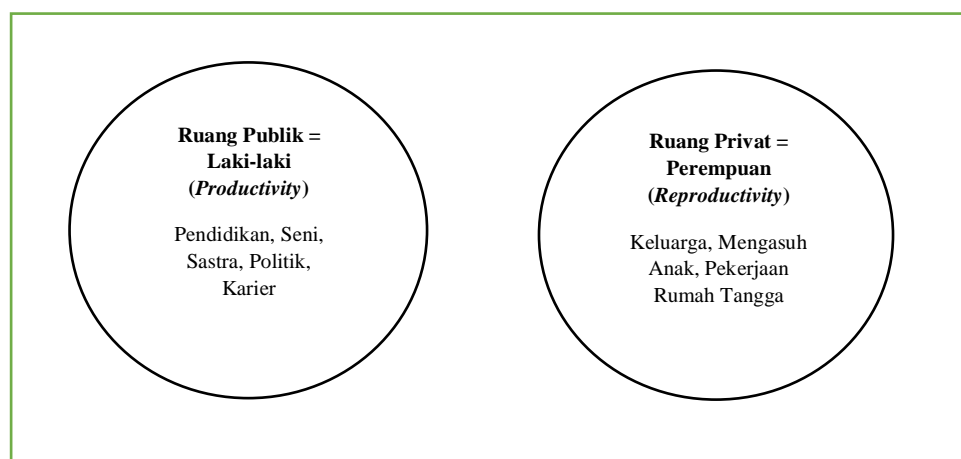 Ruang Publik =
Laki-laki
(Productivity)
Pendidikan, Seni,
Sastra, Politik,
Karier
Ruang Privat =
Perempuan
(Reproductivity)
Keluarga, Mengasuh
Anak, Pekerjaan
Rumah Tangga